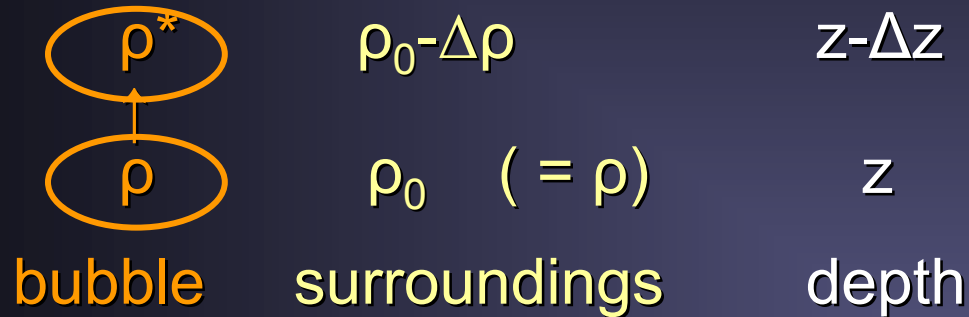 ρ* ρ₀-Δρ z-Δz
ρ ρ₀ ( = ρ) z
bubble surroundings depth